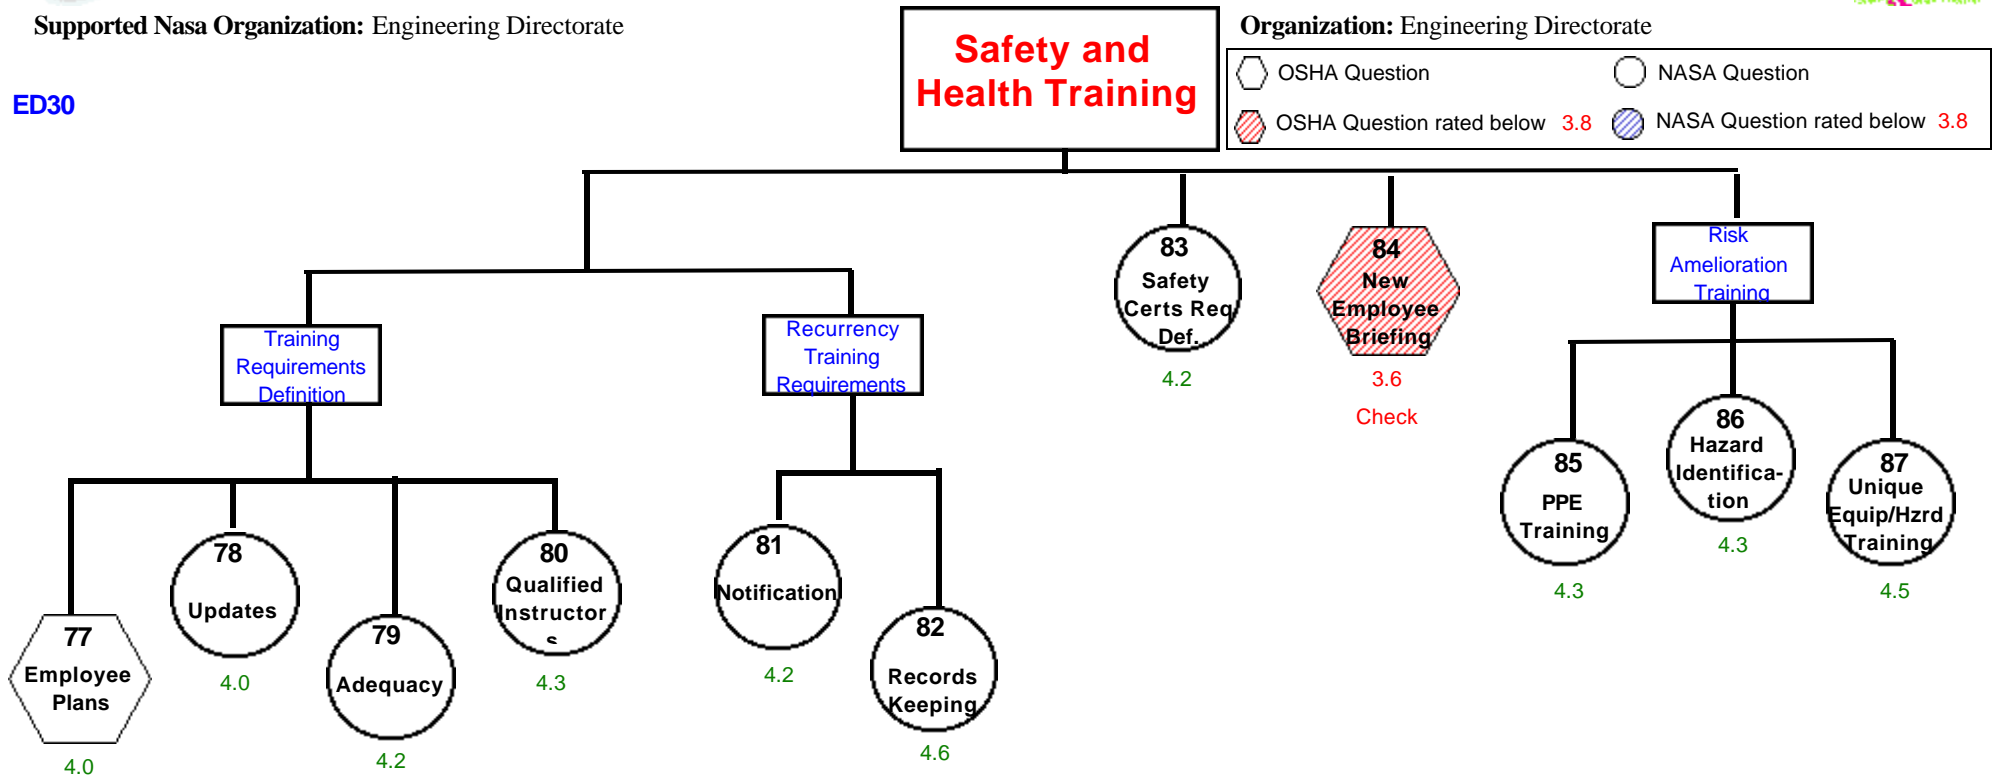 Supported Nasa Organization: Engineering Directorate
Organization: Engineering Directorate
Safety and
Health Training
OSHA Question
NASA Question
OSHA Question rated below 3.8
NASA Question rated below 3.8
ED30
83
Safety
Certs Req
Def.
4.2
84
New
Employee
Briefing
3.6
Check
Risk
Amelioration
Training
Training
Requirements
Definition
Recurrency
Training
Requirements
85
PPE
Training
4.3
86
Hazard
Identifica-
tion
4.3
87
Unique
Equip/Hzrd
Training
4.5
77
Employee
Plans
4.0
78
Updates
4.0
79
Adequacy
4.2
80
Qualified
Instructor
s
4.3
81
Notification
4.2
82
Records
Keeping
4.6